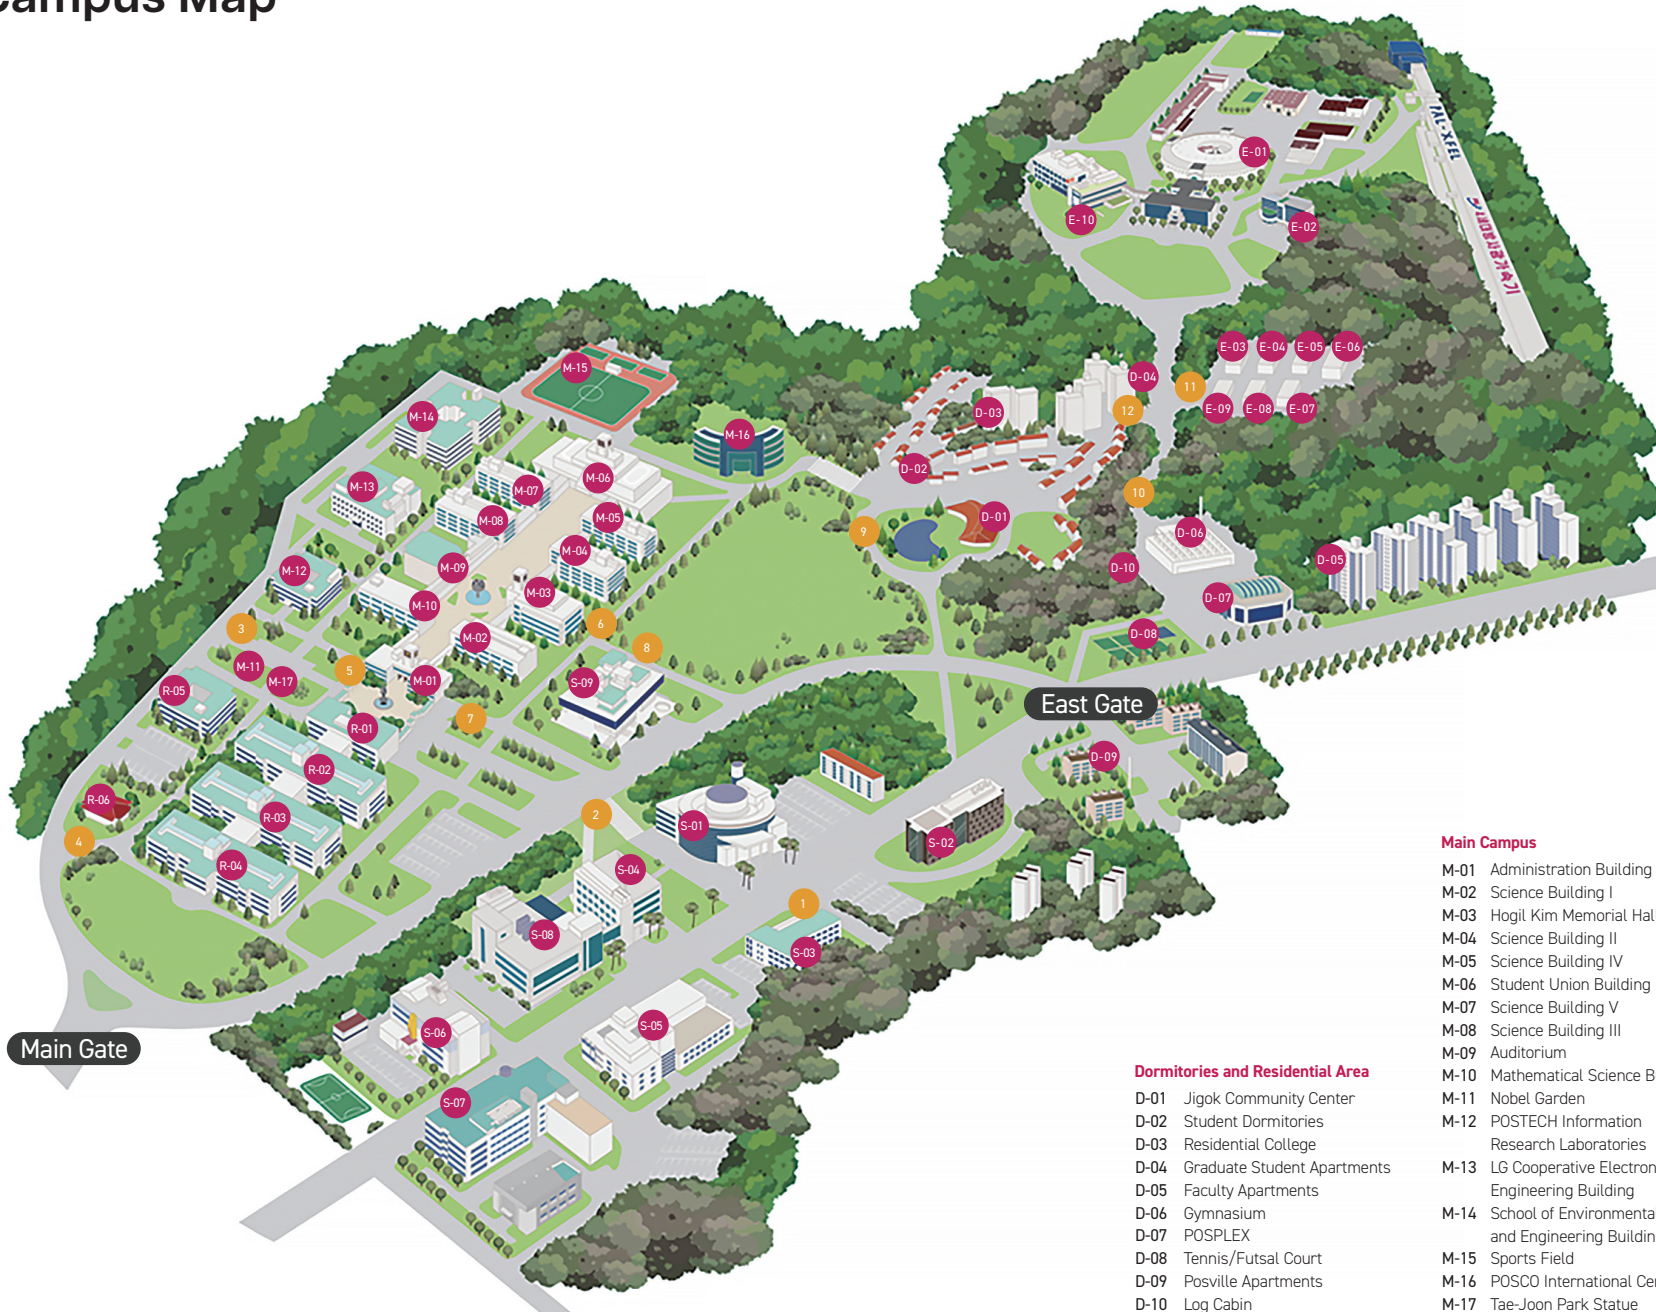 Campus Map
PAL-XFEL
E-01
E-10
E-02
E-03
E-04
E-05
E-06
E-09
E-08
E-07
11
M-15
M-14
M-16
D-04
D-03
12
D-02
M-13
M-07
M-06
M-08
M-05
10
9
D-01
D-06
M-04
M-09
M-12
D-10
D-05
M-10
M-03
D-07
3
6
8
D-08
M-02
M-11
5
M-17
M-01
S-09
R-05
East Gate
7
R-01
D-09
R-02
R-06
R-03
2
S-01
4
S-02
R-04
S-04
1
S-08
S-03
S-06
S-05
Main Gate
S-07
Dormitories and Residential Area
D-01 Jigok Community Center
D-02 Student Dormitories
D-03 Residential College
D-04 Graduate Student Apartments
D-05 Faculty Apartments
D-06 Gymnasium
D-07 POSPLEX
D-08 Tennis/Futsal Court
D-09 Posville Apartments
D-10 Log Cabin
Main Campus
M-01 Administration Building
M-02 Science Building I
M-03 Hogil Kim Memorial Hal
M-04 Science Building II
M-05 Science Building IV
M-06 Student Union Building
M-07 Science Building V
M-08 Science Building III
M-09 Auditorium
M-10 Mathematical Science B
M-11 Nobel Garden
M-12 POSTECH Information
Research Laboratories
M-13 LG Cooperative Electron
Engineering Building
M-14 School of Environmenta
and Engineering Buildin
M-15 Sports Field
M-16 POSCO International Ce
M-17 Tae-Joon Park Statue